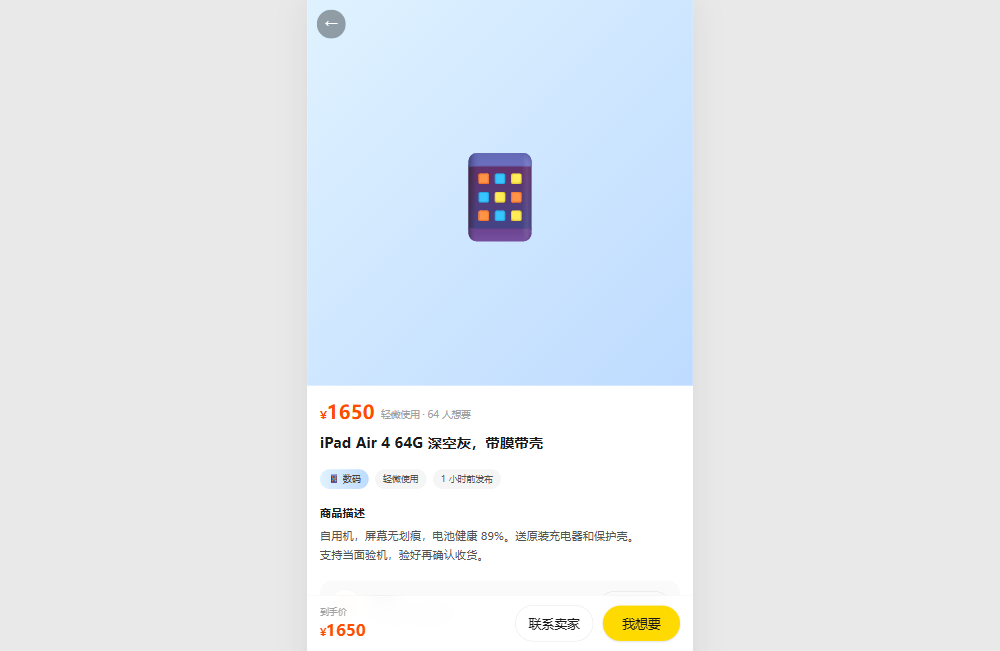 ←
¥1650 轻微使用 · 64 人想要
iPad Air 4 64G 深空灰，带膜带壳
数码 轻微使用 1 小时前发布
商品描述
自用机，屏幕无划痕，电池健康 89%。送原装充电器和保护壳。
支持当面验机，验好再确认收货。
到手价
¥1650
联系卖家 我想要